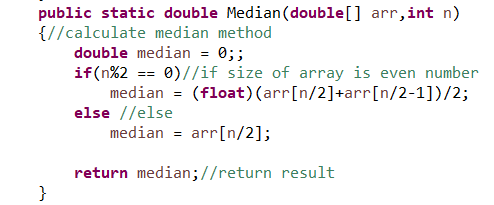 public static double Median(double[] arr,int n)
{//calculate median method
double median = 0;;
if(n%2 == 0)//if size of array is even number
median = (float)(arr[n/2]+arr[n/2-1])/2;
else //else
median = arr[n/2];
return median;//return result
}